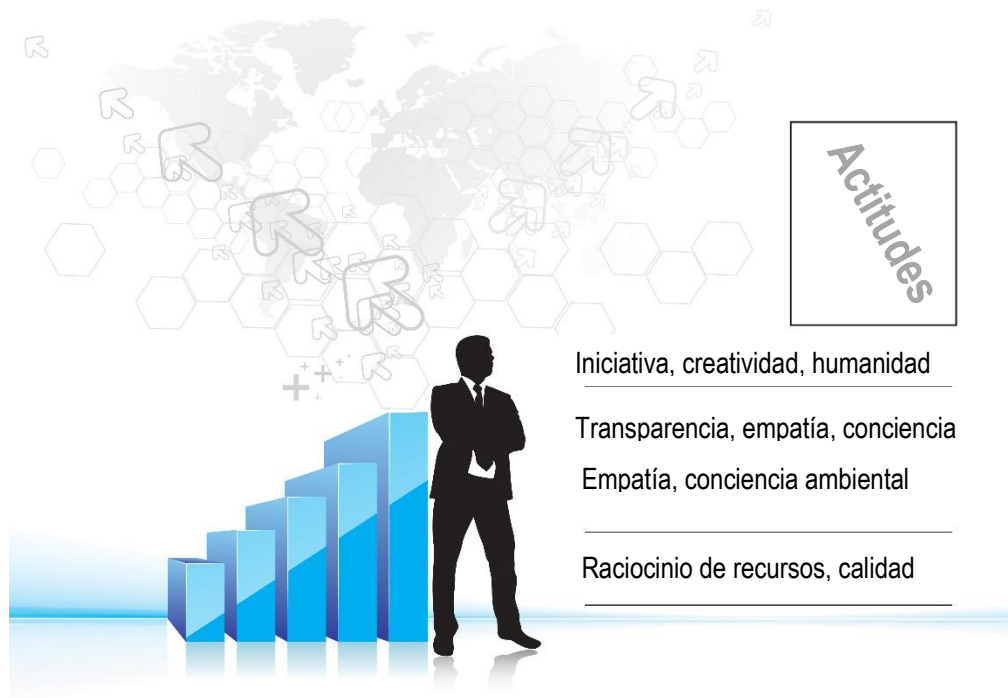 Actitudes
Iniciativa, creatividad, humanidad
Transparencia, empatía, conciencia
Empatía, conciencia ambiental
Raciocinio de recursos, calidad